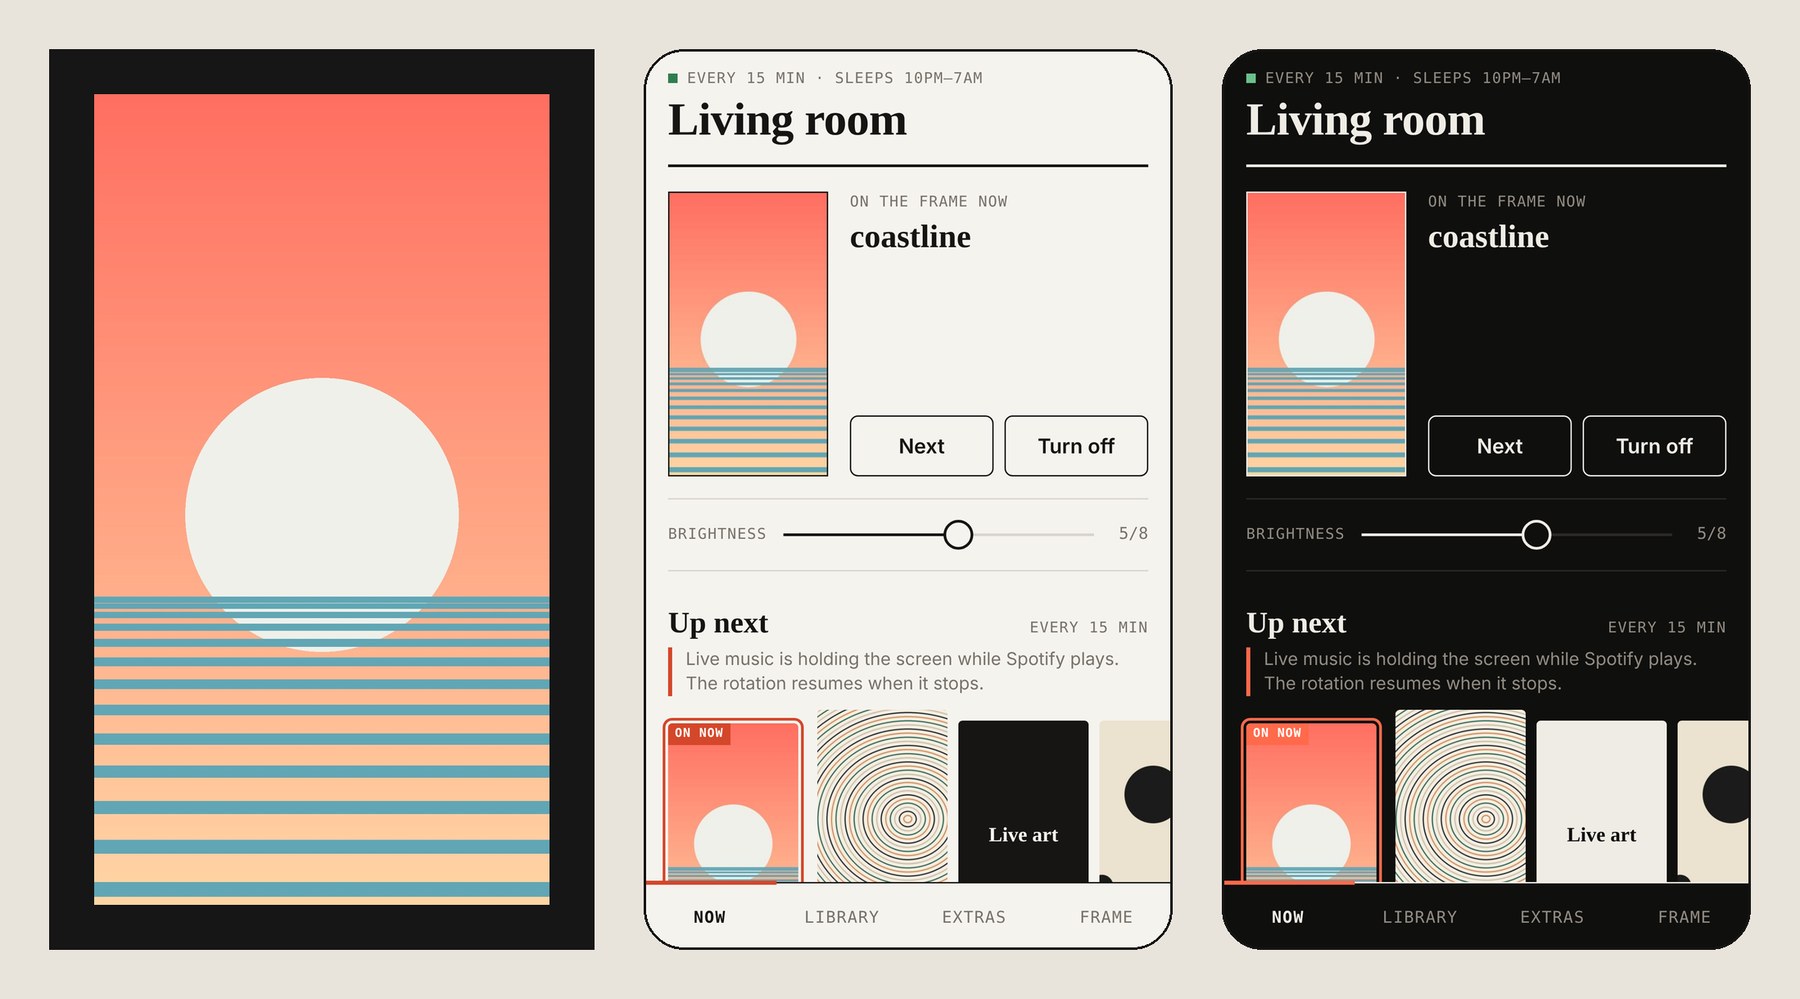 EVERY 15 MIN · SLEEPS 10PM–7AM
Living room
ON THE FRAME NOW
coastline
Next
Turn off
BRIGHTNESS
5/8
Up next
EVERY 15 MIN
Live music is holding the screen while Spotify plays.
The rotation resumes when it stops.
ON NOW
Live art
NOW
LIBRARY
EXTRAS
FRAME
EVERY 15 MIN · SLEEPS 10PM–7AM
Living room
ON THE FRAME NOW
coastline
Next
Turn off
BRIGHTNESS
5/8
Up next
EVERY 15 MIN
Live music is holding the screen while Spotify plays.
The rotation resumes when it stops.
ON NOW
Live art
NOW
LIBRARY
EXTRAS
FRAME